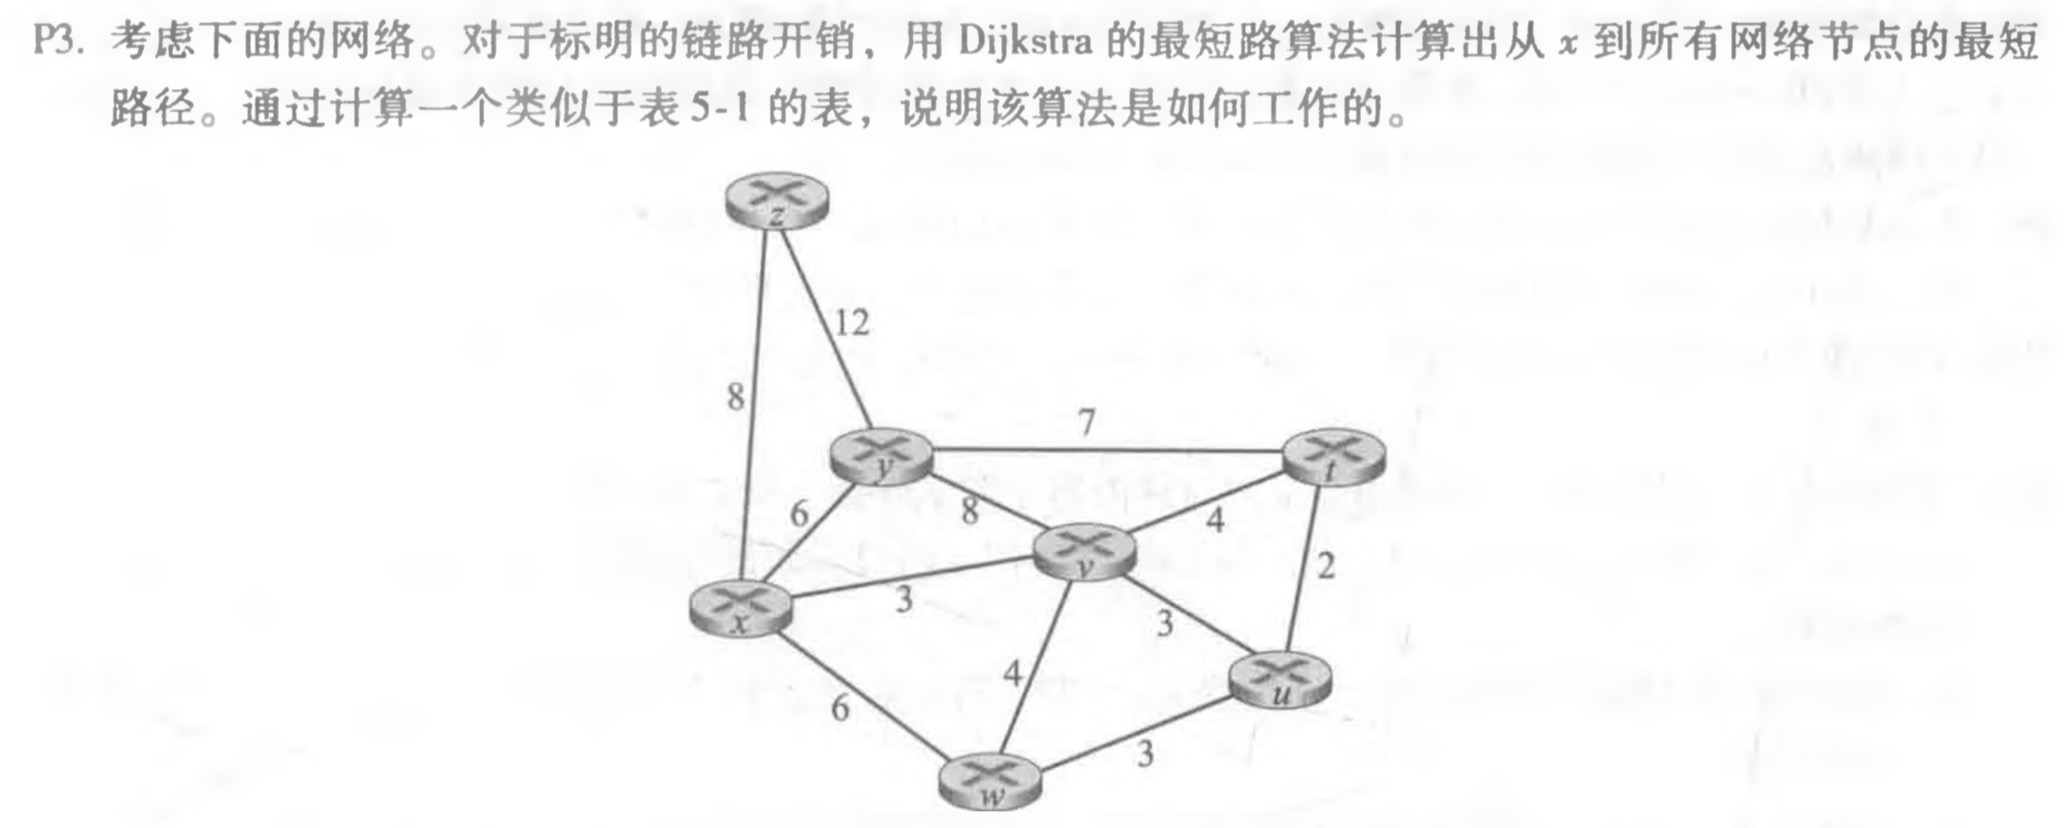 P3. 考虑下面的网络。对于标明的链路开销，用 Dijkstra 的最短路算法计算出从 x 到所有网络节点的最短
路径。通过计算一个类似于表 5-1 的表，说明该算法是如何工作的。
z
12
8
7
y
t
6
8
4
v
2
3
x
3
4
u
6
3
w